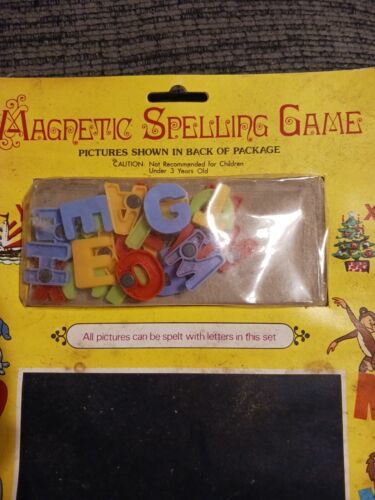 MAGNETIC SPELLING GAME
PICTURES SHOWN IN BACK OF PACKAGE
CAUTION: Not Recommended for Children
Under 3 Years Old
E A G
H E O M
All pictures can be spelt with letters in this set